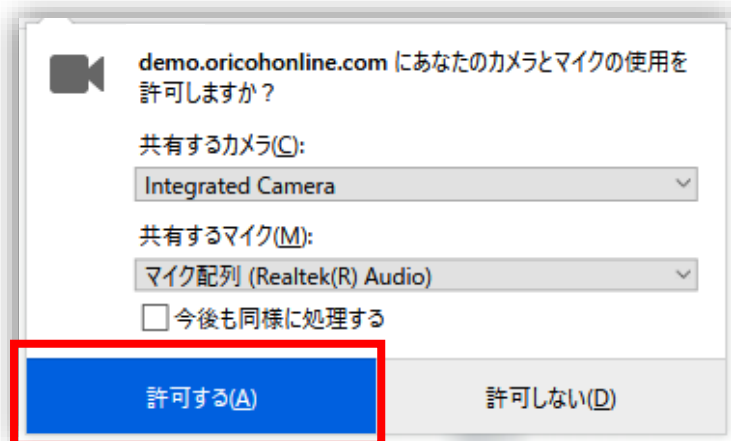 demo.oricohonline.com にあなたのカメラとマイクの使用を
許可しますか？
共有するカメラ(C):
Integrated Camera
共有するマイク(M):
マイク配列 (Realtek(R) Audio)
今後も同様に処理する
許可する(A)
許可しない(D)